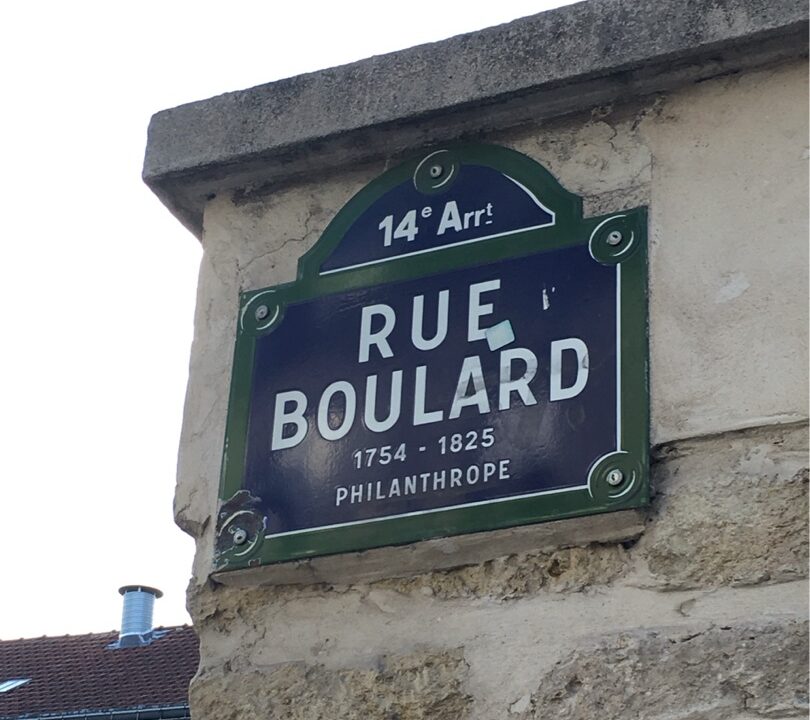 14e Arrt
RUE
BOULARD
1754 - 1825
PHILANTHROPE